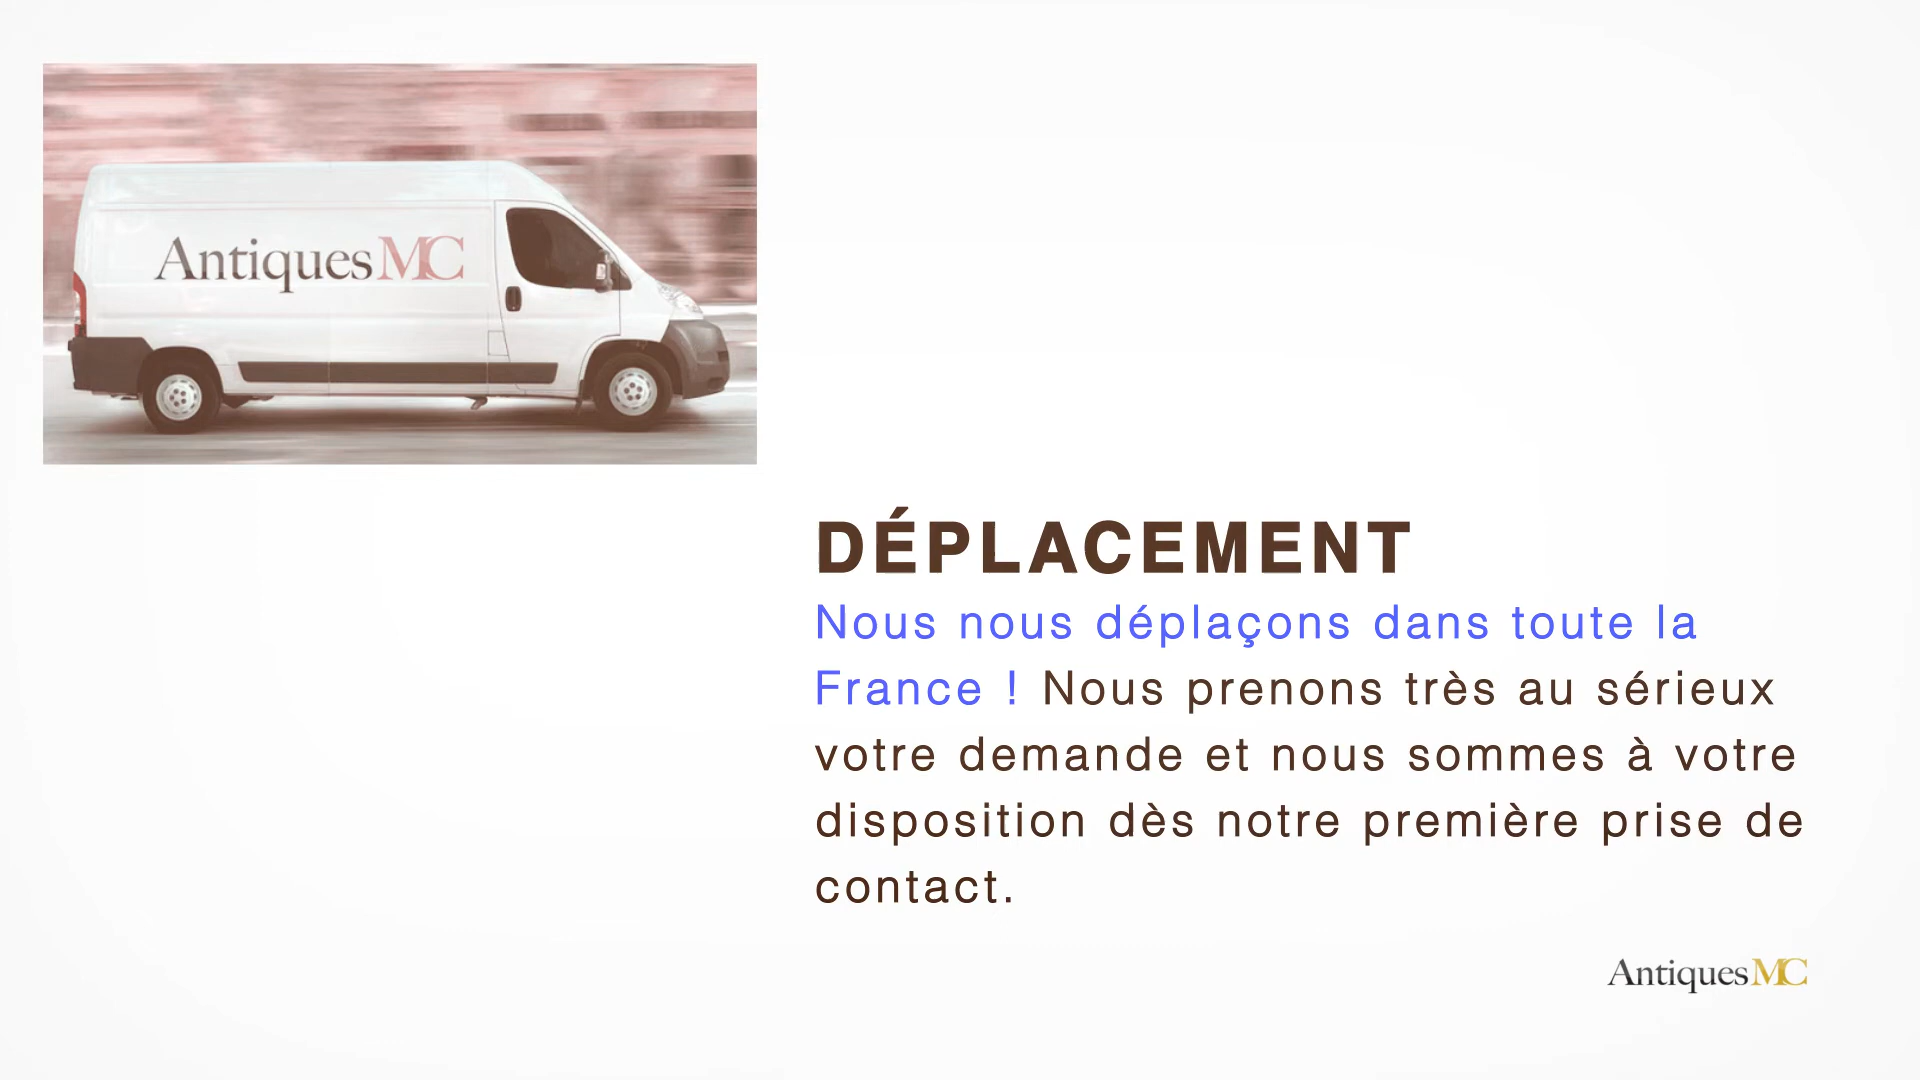 AntiquesMC
DÉPLACEMENT
Nous nous déplaçons dans toute la
France ! Nous prenons très au sérieux
votre demande et nous sommes à votre
disposition dès notre première prise de
contact.
AntiquesMC